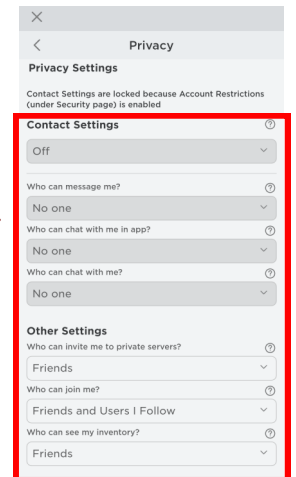 Privacy
Privacy Settings
Contact Settings are locked because Account Restrictions
(under Security page) is enabled
Contact Settings
Off
Who can message me?
No one
Who can chat with me in app?
No one
Who can chat with me?
No one
Other Settings
Who can invite me to private servers?
Friends
Who can join me?
Friends and Users I Follow
Who can see my inventory?
Friends